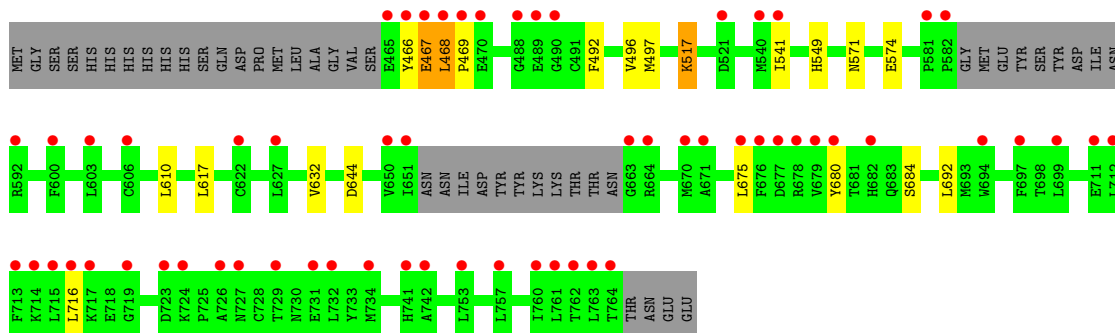 MET GLY SER SER HIS HIS HIS HIS HIS HIS SER GLN ASP PRO MET LEU ALA GLY VAL SER E465 Y466 E467 L468 P469 E470 G488 E489 G490 C491 F492 V496 M497 K517 D521 M540 I541 H549 N571 E574 P581 P582 GLY MET GLU TYR SER TYR ASP ILE ASN
R592 F600 L603 C606 L610 L617 C622 L627 V632 D644 V650 I651 ASN ASN ILE ASP TYR TYR LYS LYS THR THR ASN G663 R664 M670 A671 L675 F676 D677 R678 V679 Y680 T681 H682 Q683 S684 L692 M693 W694 F697 T698 L699 E711 L712
F713 K714 L715 L716 K717 E718 G719 D723 K724 P725 A726 N727 C728 T729 N730 E731 L732 Y733 M734 H741 A742 L753 L757 I760 L761 T762 L763 T764 THR ASN GLU GLU